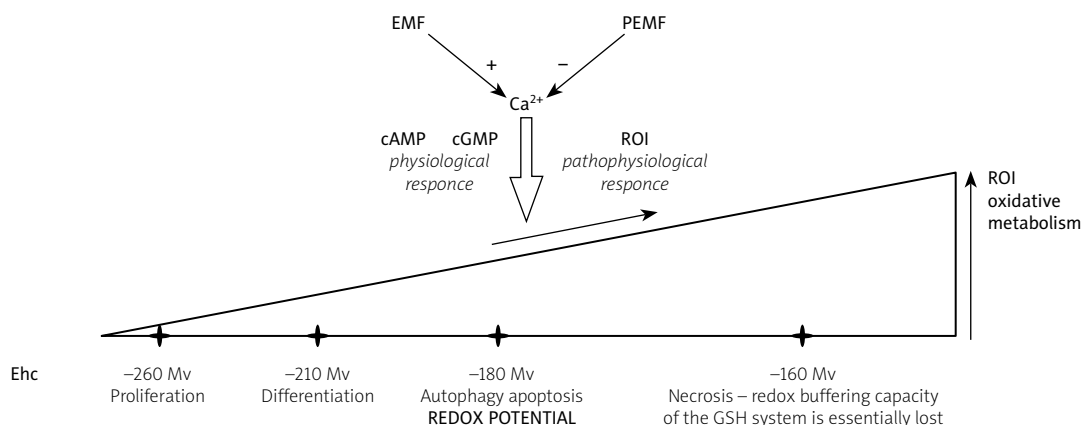 EMF PEMF
+ −
Ca²⁺
cAMP cGMP ROI
physiological pathophysiological
responce responce
ROI
oxidative
metabolism
Ehc −260 Mv −210 Mv −180 Mv −160 Mv
Proliferation Differentiation Autophagy apoptosis Necrosis – redox buffering capacity
REDOX POTENTIAL of the GSH system is essentially lost